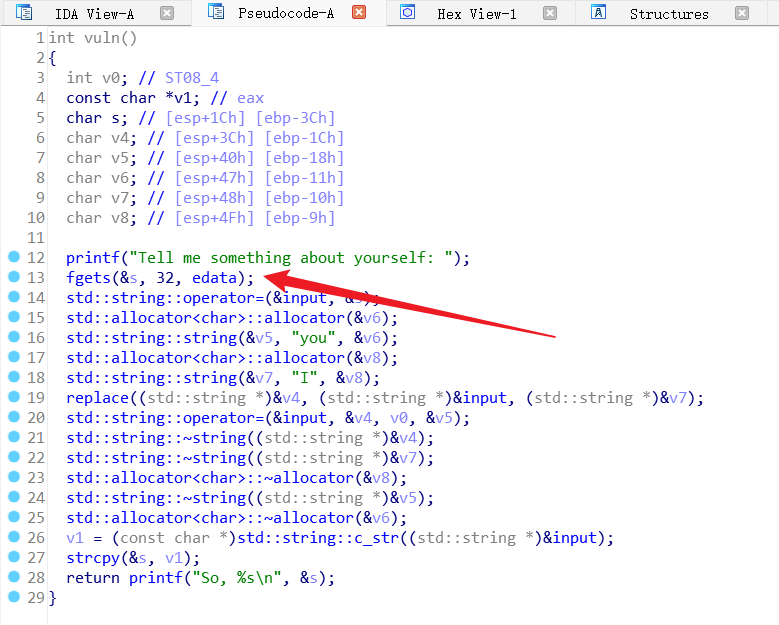 IDA View-A Pseudocode-A Hex View-1 Structures
1 int vuln()
2 {
3 int v0; // ST08_4
4 const char *v1; // eax
5 char s; // [esp+1Ch] [ebp-3Ch]
6 char v4; // [esp+3Ch] [ebp-1Ch]
7 char v5; // [esp+40h] [ebp-18h]
8 char v6; // [esp+47h] [ebp-11h]
9 char v7; // [esp+48h] [ebp-10h]
10 char v8; // [esp+4Fh] [ebp-9h]
11
12 printf("Tell me something about yourself: ");
13 fgets(&s, 32, edata);
14 std::string::operator=(&input, &s);
15 std::allocator<char>::allocator(&v6);
16 std::string::string(&v5, "you", &v6);
17 std::allocator<char>::allocator(&v8);
18 std::string::string(&v7, "I", &v8);
19 replace((std::string *)&v4, (std::string *)&input, (std::string *)&v7);
20 std::string::operator=(&input, &v4, v0, &v5);
21 std::string::~string((std::string *)&v4);
22 std::string::~string((std::string *)&v7);
23 std::allocator<char>::~allocator(&v8);
24 std::string::~string((std::string *)&v5);
25 std::allocator<char>::~allocator(&v6);
26 v1 = (const char *)std::string::c_str((std::string *)&input);
27 strcpy(&s, v1);
28 return printf("So, %s\n", &s);
29 }